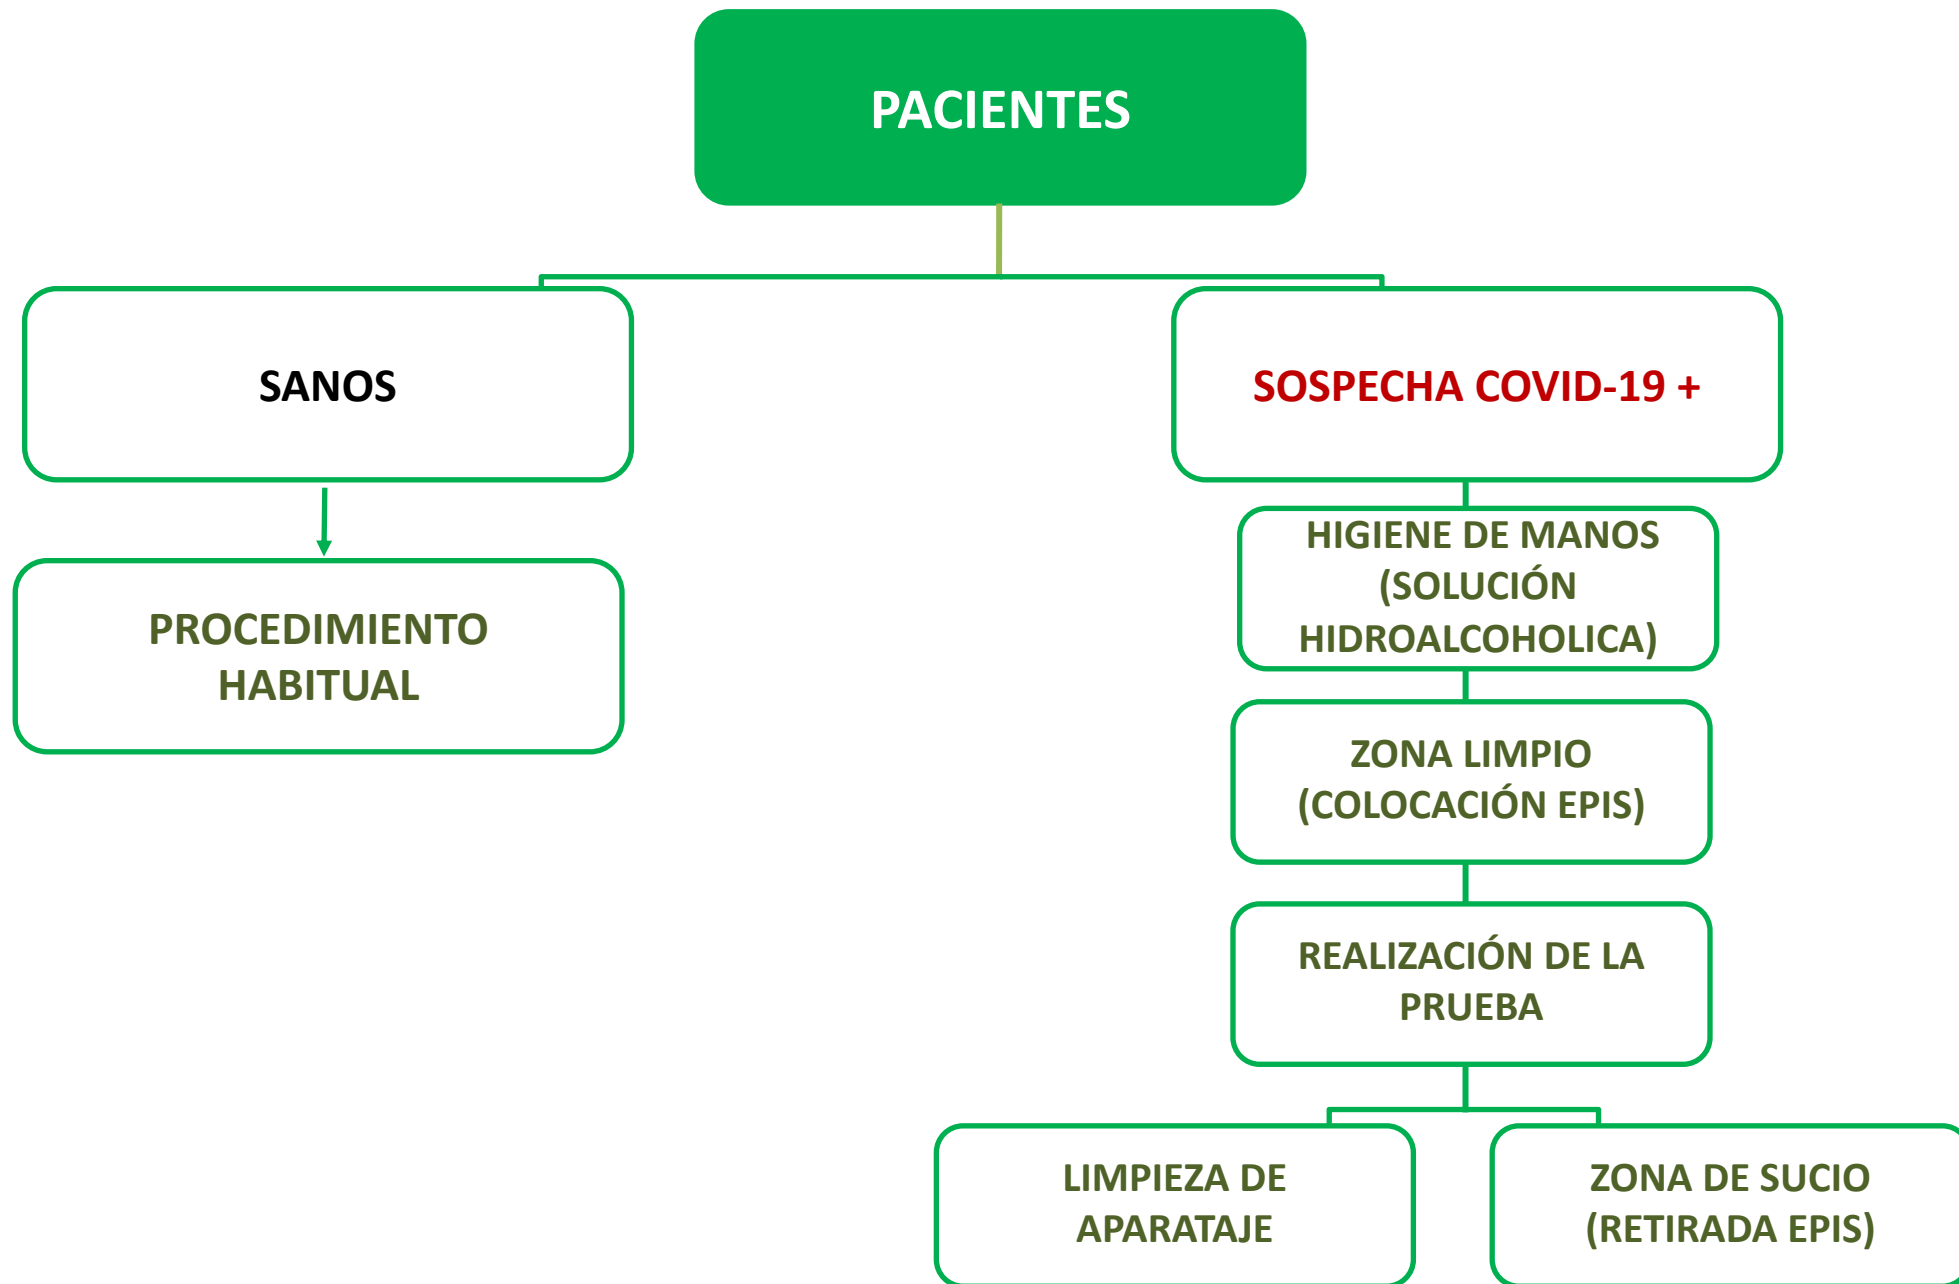 PACIENTES
SANOS
SOSPECHA COVID-19 +
PROCEDIMIENTO
HABITUAL
HIGIENE DE MANOS
(SOLUCIÓN
HIDROALCOHOLICA)
ZONA LIMPIO
(COLOCACIÓN EPIS)
REALIZACIÓN DE LA
PRUEBA
LIMPIEZA DE
APARATAJE
ZONA DE SUCIO
(RETIRADA EPIS)